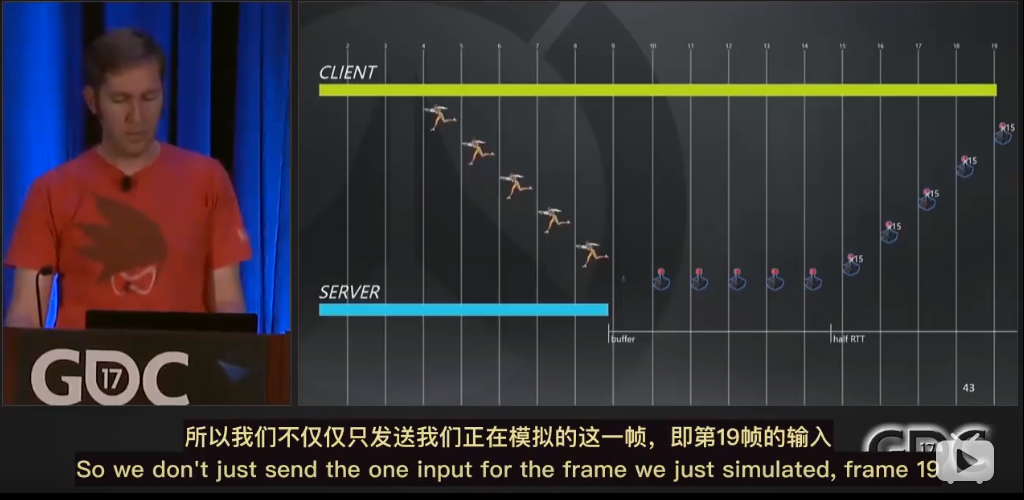 2 3 4 5 6 7 8 9 10 11 12 13 14 15 16 17 18 19
CLIENT
X15
X15
X15
X15
X15
SERVER
buffer
half RTT
43
GDC
17
所以我们不仅仅只发送我们正在模拟的这一帧，即第19帧的输入
So we don't just send the one input for the frame we just simulated, frame 19
GDC
17